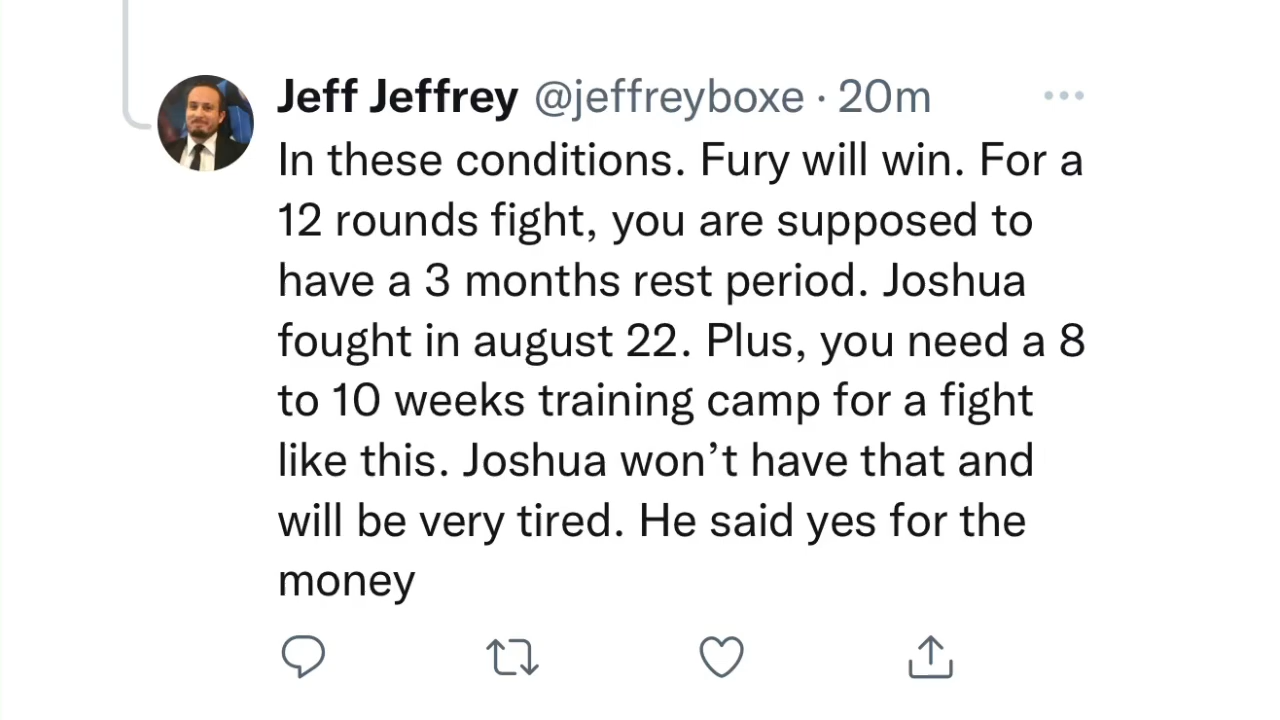 Jeff Jeffrey @jeffreyboxe · 20m
In these conditions. Fury will win. For a
12 rounds fight, you are supposed to
have a 3 months rest period. Joshua
fought in august 22. Plus, you need a 8
to 10 weeks training camp for a fight
like this. Joshua won’t have that and
will be very tired. He said yes for the
money